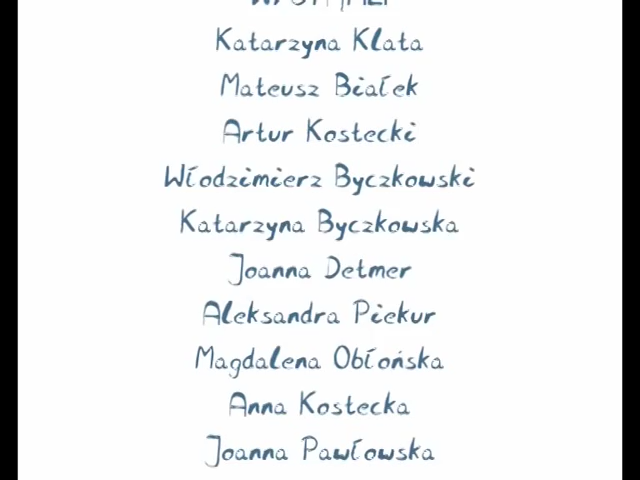 Katarzyna Klata
Mateusz Białek
Artur Kostecki
Włodzimierz Byczkowski
Katarzyna Byczkowska
Joanna Detmer
Aleksandra Piekur
Magdalena Obłońska
Anna Kostecka
Joanna Pawłowska